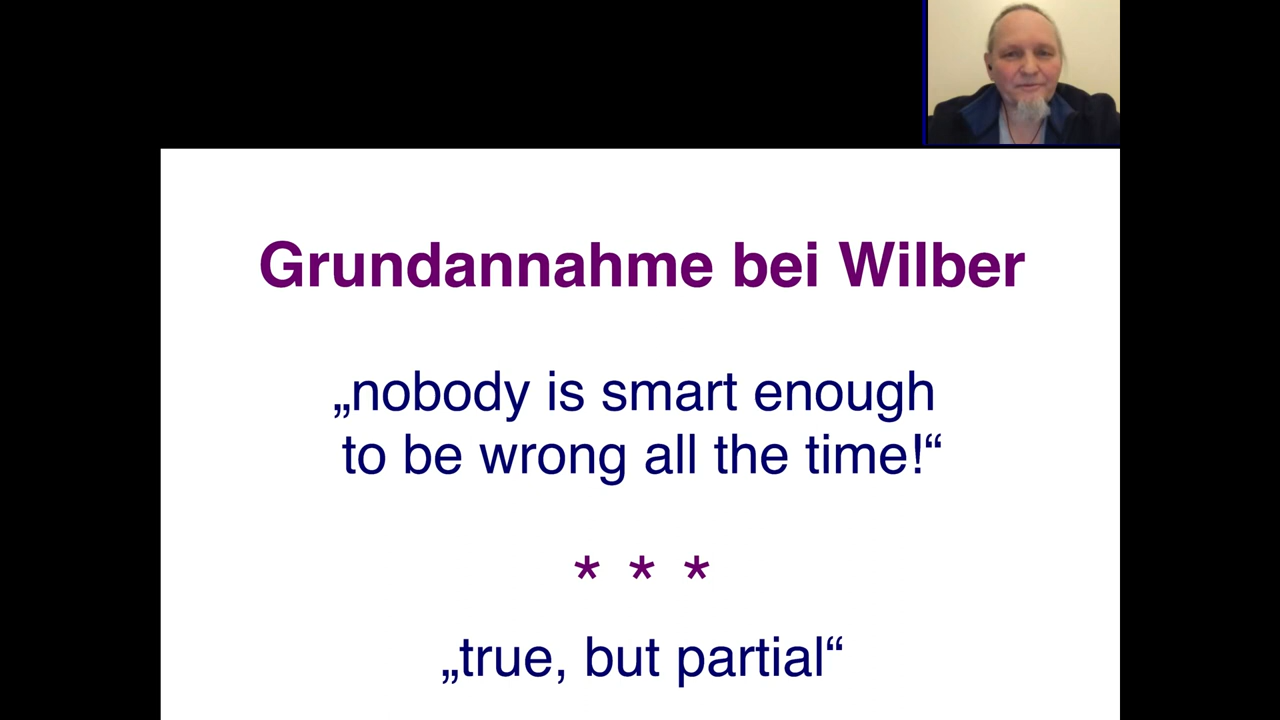 Grundannahme bei Wilber
„nobody is smart enough
to be wrong all the time!“
* * *
„true, but partial“